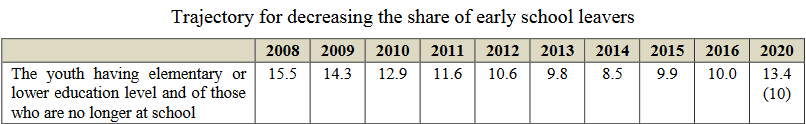 Trajectory for decreasing the share of early school leavers
2008 2009 2010 2011 2012 2013 2014 2015 2016 2020
The youth having elementary or 15.5 14.3 12.9 11.6 10.6 9.8 8.5 9.9 10.0 13.4
lower education level and of those (10)
who are no longer at school